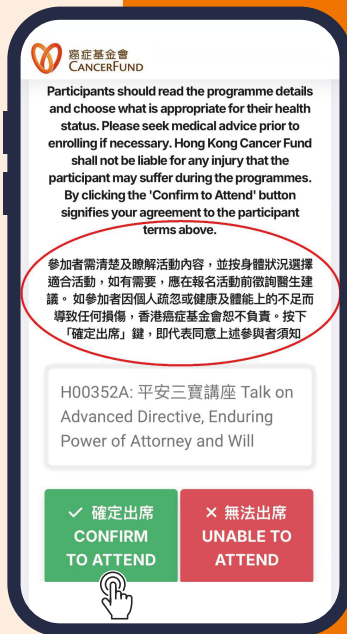 癌症基金會
CANCERFUND
Participants should read the programme details
and choose what is appropriate for their health
status. Please seek medical advice prior to
enrolling if necessary. Hong Kong Cancer Fund
shall not be liable for any injury that the
participant may suffer during the programmes.
By clicking the 'Confirm to Attend' button
signifies your agreement to the participant
terms above.
參加者需清楚及瞭解活動內容，並按身體狀況選擇
適合活動，如有需要，應在報名活動前徵詢醫生建
議。 如參加者因個人疏忽或健康及體能上的不足而
導致任何損傷，香港癌症基金會恕不負責。按下
「確定出席」鍵，即代表同意上述參與者須知
H00352A: 平安三寶講座 Talk on
Advanced Directive, Enduring
Power of Attorney and Will
✓ 確定出席
CONFIRM
TO ATTEND
× 無法出席
UNABLE TO
ATTEND